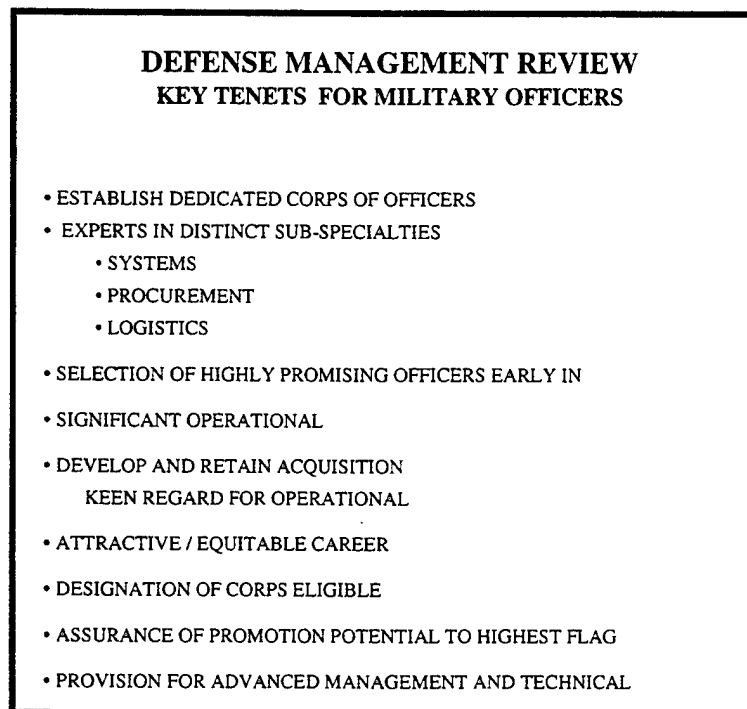 DEFENSE MANAGEMENT REVIEW
KEY TENETS FOR MILITARY OFFICERS
• ESTABLISH DEDICATED CORPS OF OFFICERS
• EXPERTS IN DISTINCT SUB-SPECIALTIES
• SYSTEMS
• PROCUREMENT
• LOGISTICS
• SELECTION OF HIGHLY PROMISING OFFICERS EARLY IN
• SIGNIFICANT OPERATIONAL
• DEVELOP AND RETAIN ACQUISITION
KEEN REGARD FOR OPERATIONAL
• ATTRACTIVE / EQUITABLE CAREER
• DESIGNATION OF CORPS ELIGIBLE
• ASSURANCE OF PROMOTION POTENTIAL TO HIGHEST FLAG
• PROVISION FOR ADVANCED MANAGEMENT AND TECHNICAL